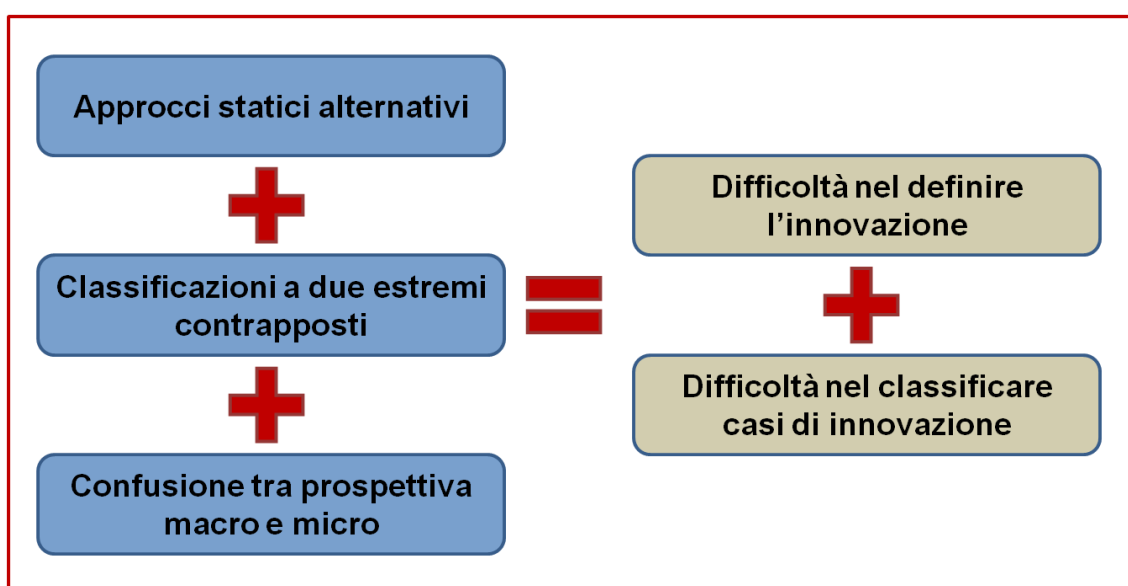 Approcci statici alternativi
Classificazioni a due estremi
contrapposti
Confusione tra prospettiva
macro e micro
Difficoltà nel definire
l’innovazione
Difficoltà nel classificare
casi di innovazione